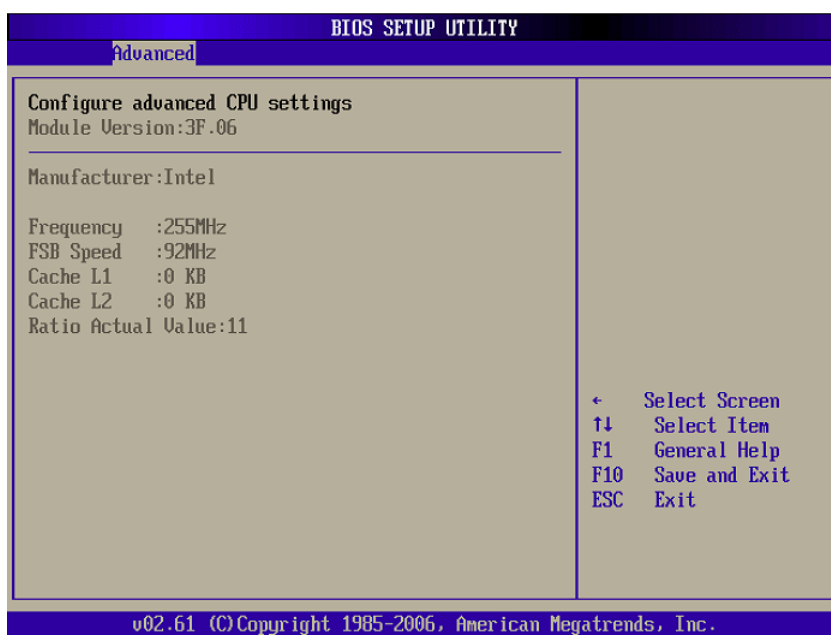 BIOS SETUP UTILITY
Advanced
Configure advanced CPU settings
Module Version:3F.06
Manufacturer:Intel
Frequency :255MHz
FSB Speed :92MHz
Cache L1 :0 KB
Cache L2 :0 KB
Ratio Actual Value:11
← Select Screen
↑↓ Select Item
F1 General Help
F10 Save and Exit
ESC Exit
v02.61 (C)Copyright 1985-2006, American Megatrends, Inc.